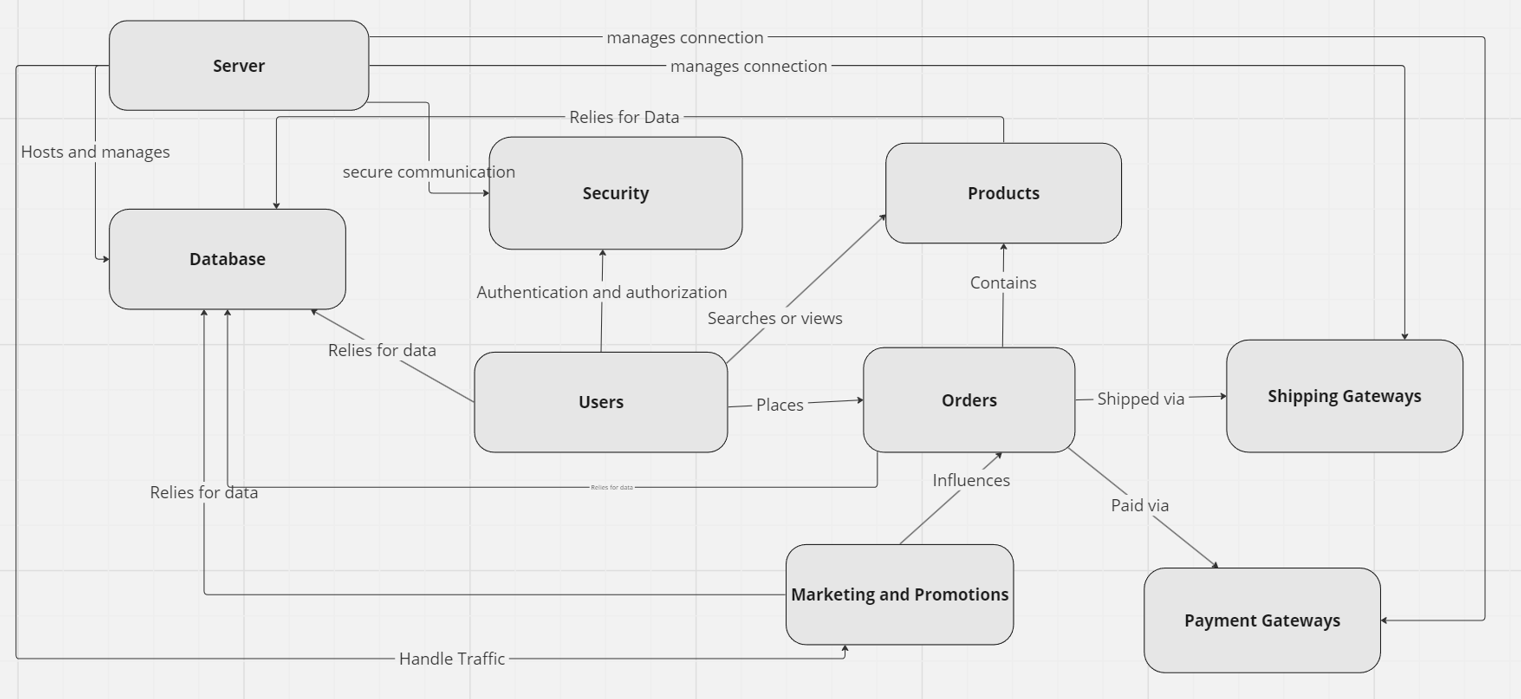 manages connection
Server
manages connection
Relies for Data
Hosts and manages
secure communication
Security
Products
Database
Contains
Authentication and authorization
Searches or views
Relies for data
Users
Places
Orders
Shipped via
Shipping Gateways
Influences
Relies for data
Relies for data
Paid via
Marketing and Promotions
Payment Gateways
Handle Traffic